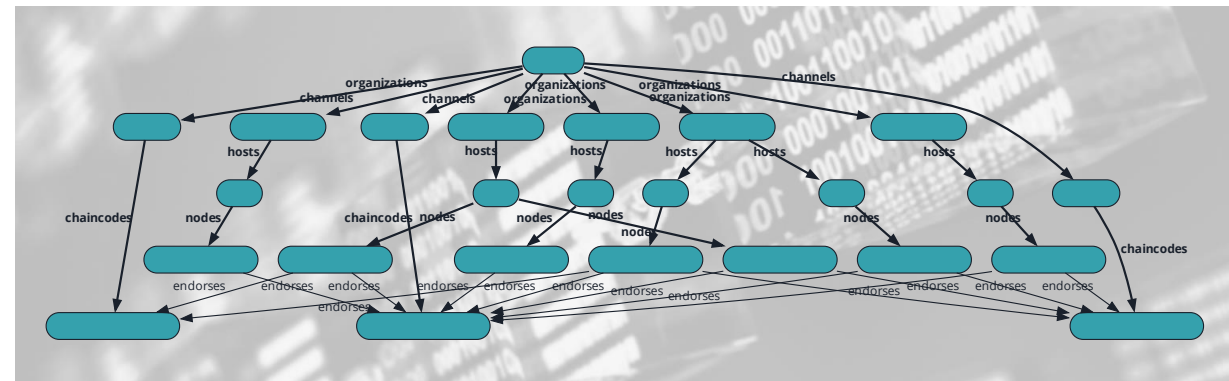 organizations
channels
channels
organizations
organizations
organizations
organizations
channels
hosts
hosts
hosts
hosts
hosts
hosts
chaincodes
nodes
chaincodes
nodes
nodes
nodes
nodes
nodes
nodes
chaincodes
endorses
endorses
endorses
endorses
endorses
endorses
endorses
endorses
endorses
endorses
endorses
endorses